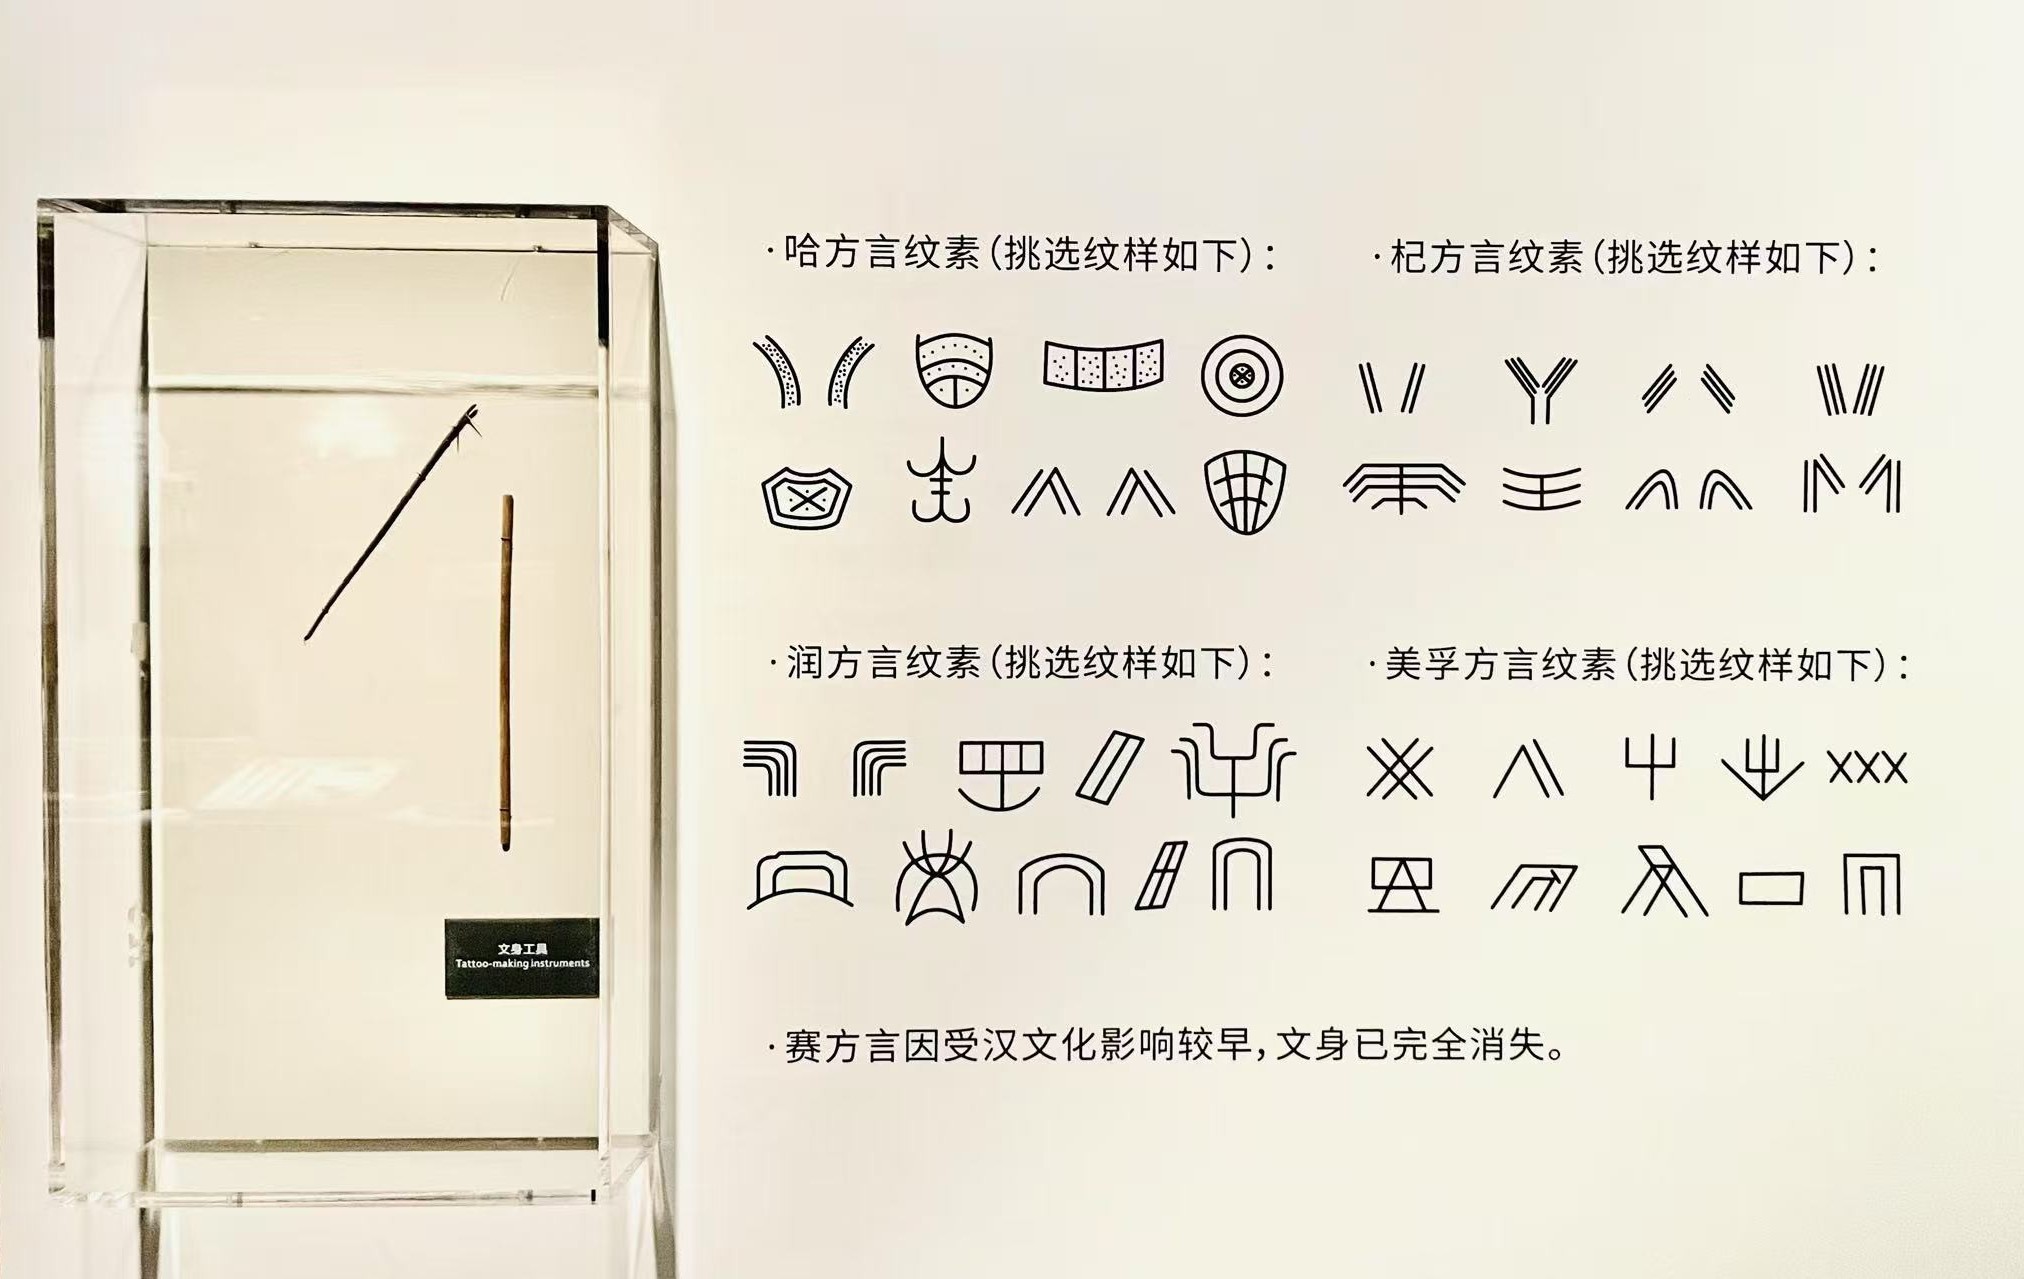 ·哈方言纹素(挑选纹样如下)：
·杞方言纹素(挑选纹样如下)：
·润方言纹素(挑选纹样如下)：
·美孚方言纹素(挑选纹样如下)：
·赛方言因受汉文化影响较早，文身已完全消失。
文身工具
Tattoo-making instruments